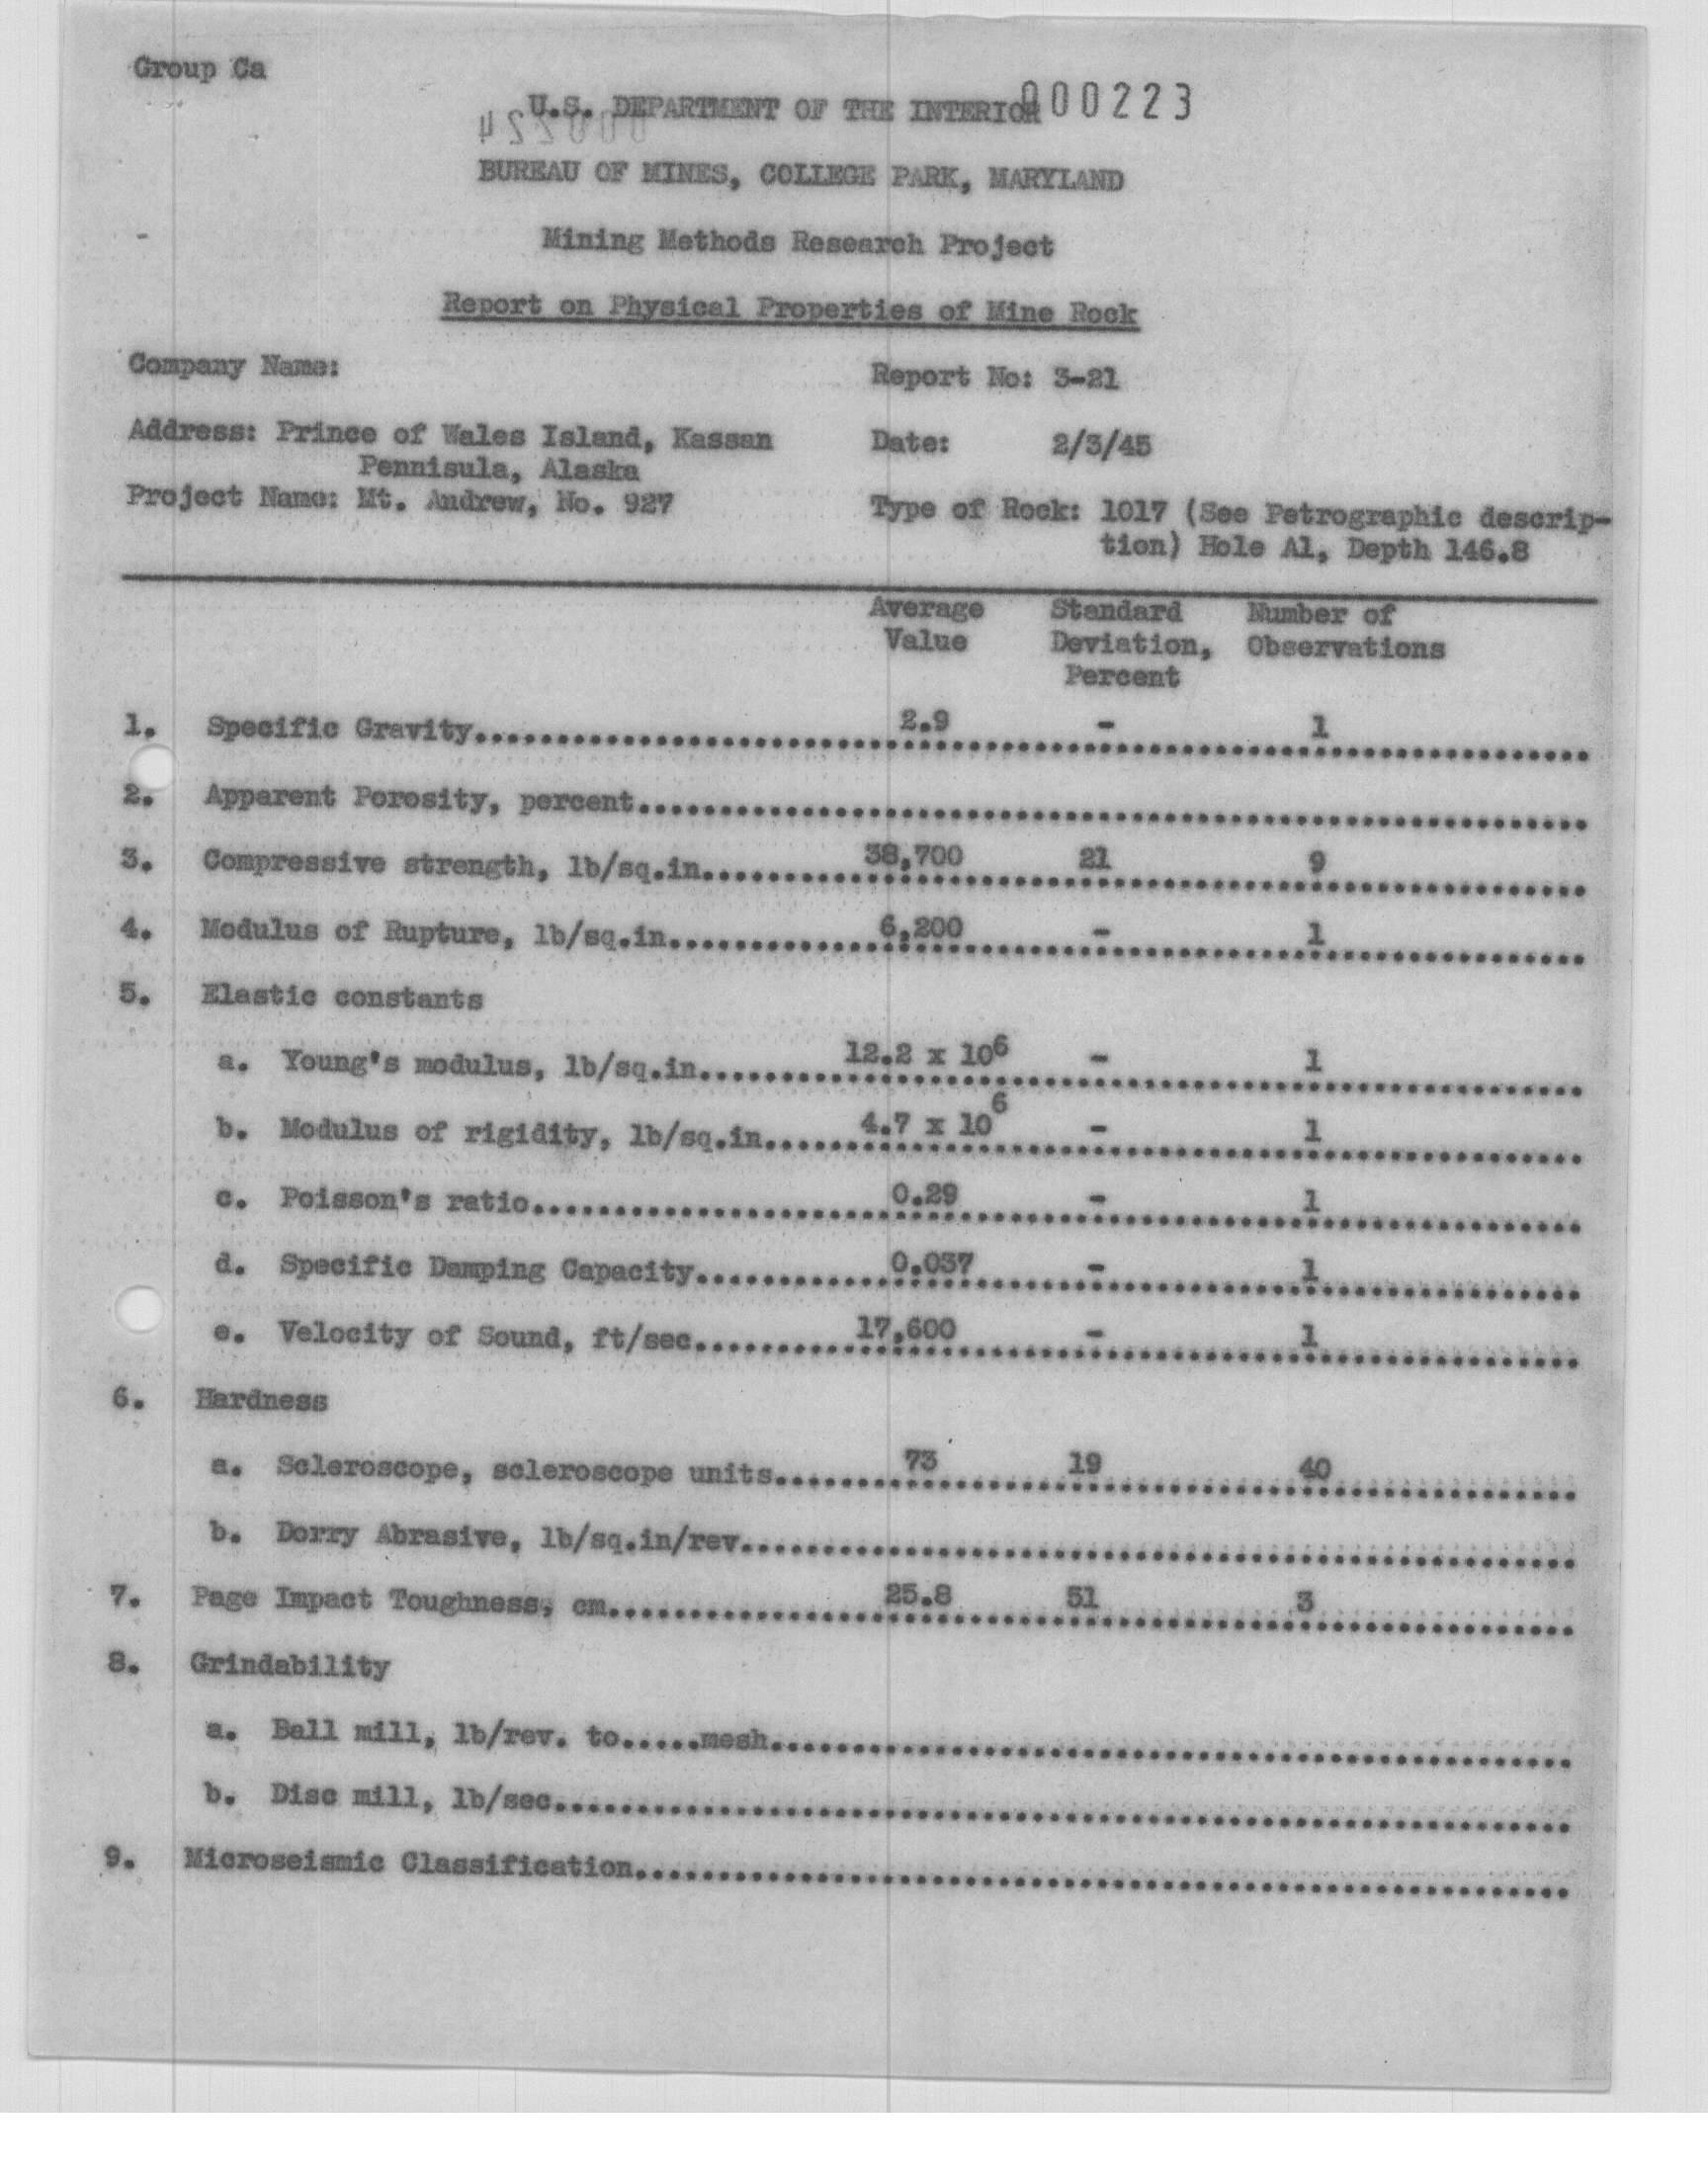 Group Ca
000223
U.S. DEPARTMENT OF THE INTERIOR
000224
BUREAU OF MINES, COLLEGE PARK, MARYLAND
Mining Methods Research Project
Report on Physical Properties of Mine Rock
Company Name:
Report No: 3-21
Address: Prince of Wales Island, Kassan
Pennisula, Alaska
Date: 2/3/45
Project Name: Mt. Andrew, No. 927
Type of Rock: 1017 (See Petrographic descrip-
tion) Hole A1, Depth 146.8
Average Standard Number of
Value Deviation, Observations
Percent
1. Specific Gravity.......... 2.9 - 1
2. Apparent Porosity, percent..........
3. Compressive strength, lb/sq.in.......... 38,700 21 9
4. Modulus of Rupture, lb/sq.in.......... 6,200 - 1
5. Elastic constants
a. Young's modulus, lb/sq.in.......... 12.2 x 10⁶ - 1
b. Modulus of rigidity, lb/sq.in.......... 4.7 x 10⁶ - 1
c. Poisson's ratio.......... 0.29 - 1
d. Specific Damping Capacity.......... 0.037 - 1
e. Velocity of Sound, ft/sec.......... 17,600 - 1
6. Hardness
a. Scleroscope, scleroscope units.......... 73 19 40
b. Dorry Abrasive, lb/sq.in/rev..........
7. Page Impact Toughness, cm.......... 25.8 51 3
8. Grindability
a. Ball mill, lb/rev. to.....mesh..........
b. Disc mill, lb/sec..........
9. Microseismic Classification..........